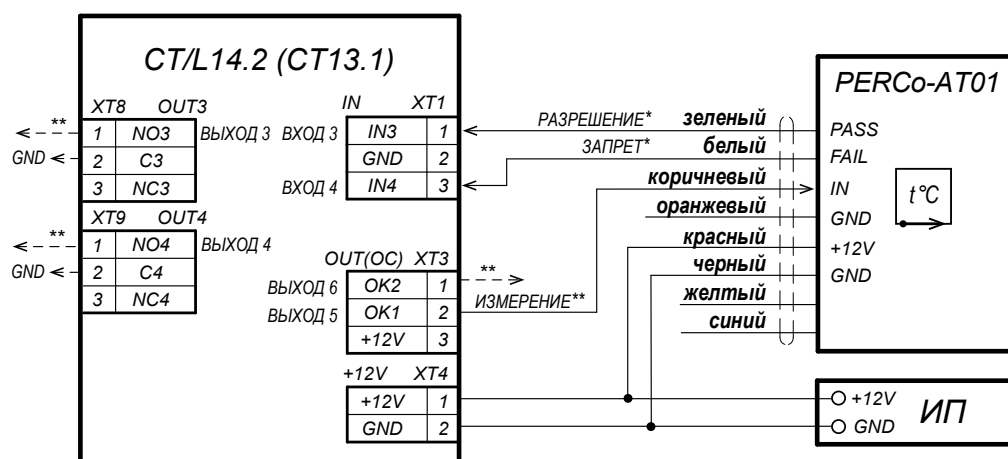 CT/L14.2 (CT13.1)
XT8 OUT3
1 NO3 ВЫХОД 3
2 C3
3 NC3
**
GND
XT9 OUT4
1 NO4 ВЫХОД 4
2 C4
3 NC4
**
GND
IN XT1
ВХОД 3 IN3 1
GND 2
ВХОД 4 IN4 3
OUT(OC) XT3
ВЫХОД 6 OK2 1
ВЫХОД 5 OK1 2
+12V 3
+12V XT4
+12V 1
GND 2
РАЗРЕШЕНИЕ* зеленый
ЗАПРЕТ* белый
коричневый
оранжевый
красный
**
черный
ИЗМЕРЕНИЕ** желтый
синий
PERCo-AT01
PASS
FAIL
IN
GND
+12V
GND
t°C
+12V
GND
ИП